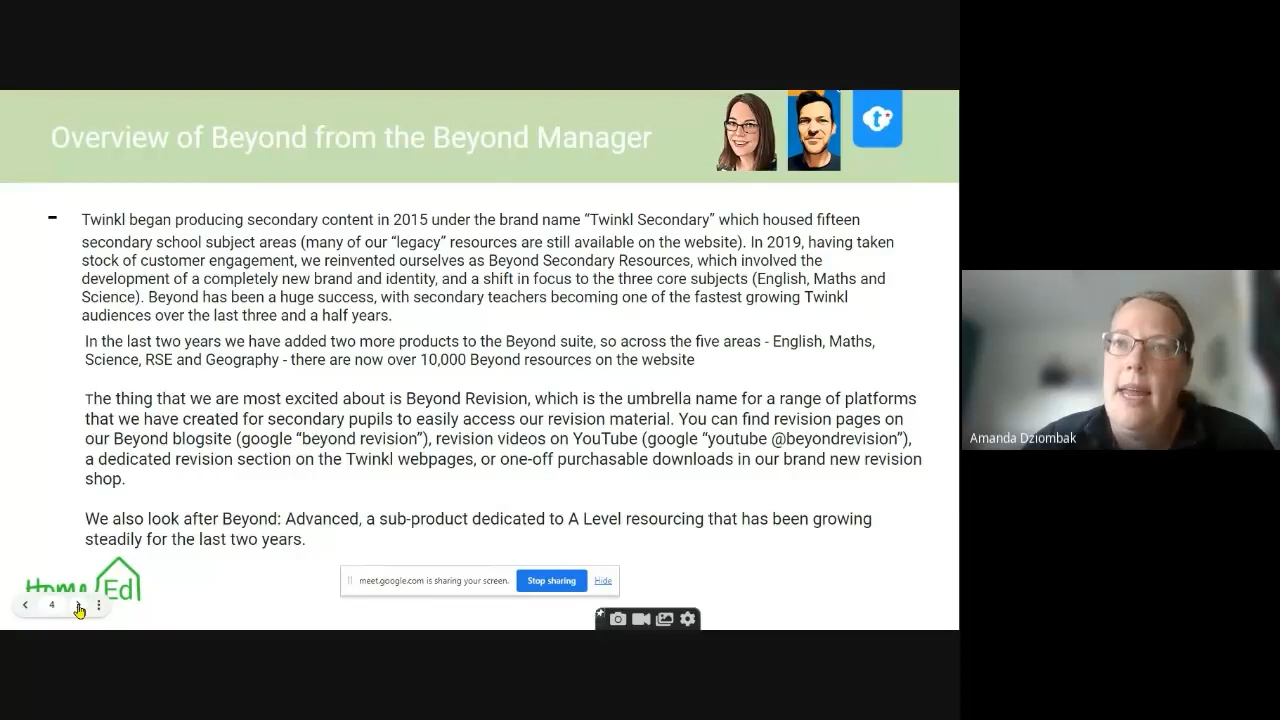 Overview of Beyond from the Beyond Manager
t
- Twinkl began producing secondary content in 2015 under the brand name “Twinkl Secondary” which housed fifteen
secondary school subject areas (many of our “legacy” resources are still available on the website). In 2019, having taken
stock of customer engagement, we reinvented ourselves as Beyond Secondary Resources, which involved the
development of a completely new brand and identity, and a shift in focus to the three core subjects (English, Maths and
Science). Beyond has been a huge success, with secondary teachers becoming one of the fastest growing Twinkl
audiences over the last three and a half years.
In the last two years we have added two more products to the Beyond suite, so across the five areas - English, Maths,
Science, RSE and Geography - there are now over 10,000 Beyond resources on the website
The thing that we are most excited about is Beyond Revision, which is the umbrella name for a range of platforms
that we have created for secondary pupils to easily access our revision material. You can find revision pages on
our Beyond blogsite (google “beyond revision”), revision videos on YouTube (google “youtube @beyondrevision”),
a dedicated revision section on the Twinkl webpages, or one-off purchasable downloads in our brand new revision
shop.
We also look after Beyond: Advanced, a sub-product dedicated to A Level resourcing that has been growing
steadily for the last two years.
Home Ed
4
meet.google.com is sharing your screen. Stop sharing Hide
Amanda Dziombak